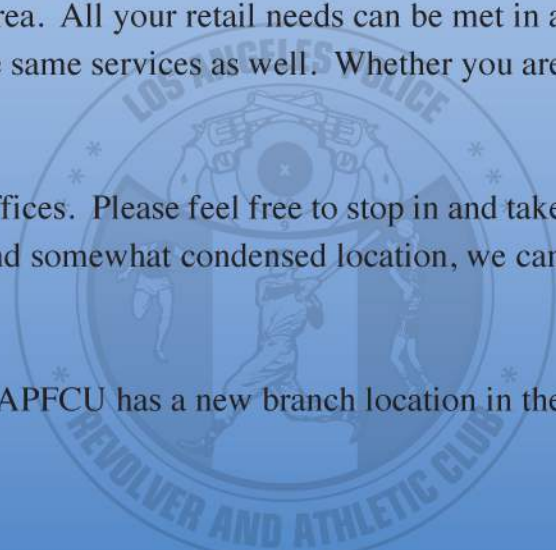 rea. All your retail needs can be met in a
e same services as well. Whether you are
ffices. Please feel free to stop in and take
nd somewhat condensed location, we can
APFCU has a new branch location in the
LOS ANGELES POLICE
X
9
REVOLVER AND ATHLETIC CLUB